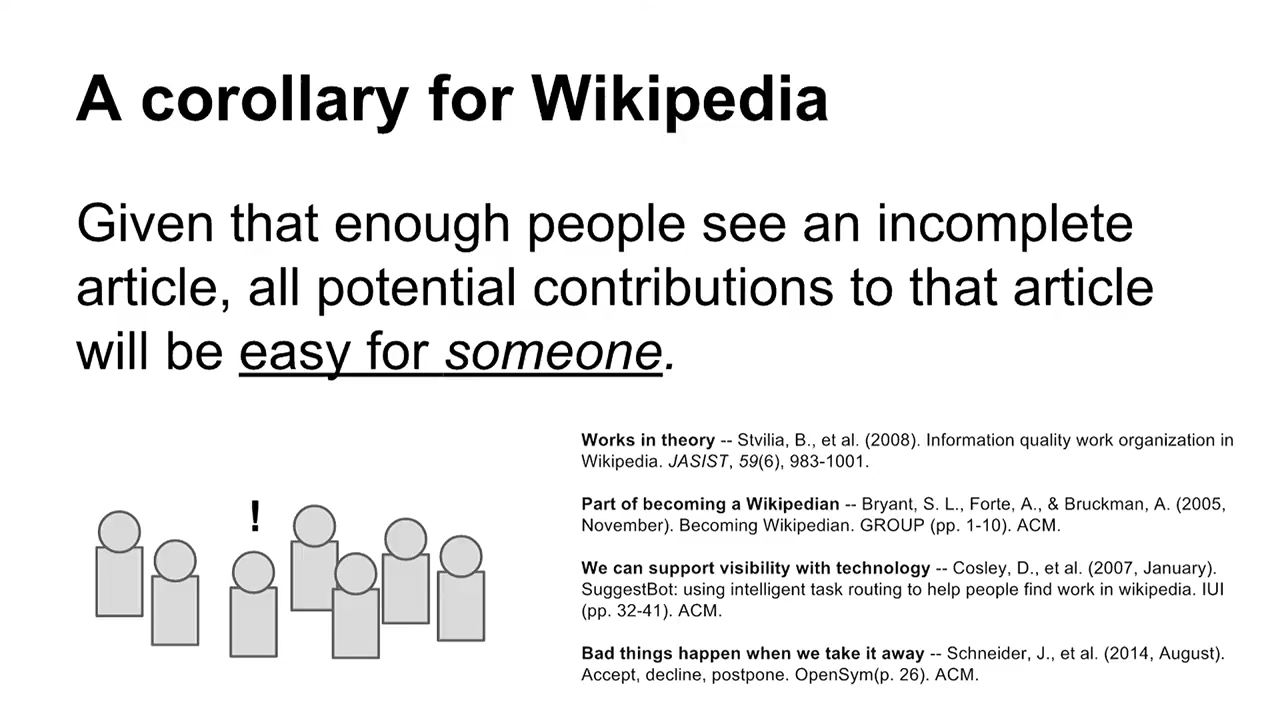 A corollary for Wikipedia
Given that enough people see an incomplete
article, all potential contributions to that article
will be easy for someone.
!
Works in theory -- Stvilia, B., et al. (2008). Information quality work organization in
Wikipedia. JASIST, 59(6), 983-1001.
Part of becoming a Wikipedian -- Bryant, S. L., Forte, A., & Bruckman, A. (2005,
November). Becoming Wikipedian. GROUP (pp. 1-10). ACM.
We can support visibility with technology -- Cosley, D., et al. (2007, January).
SuggestBot: using intelligent task routing to help people find work in wikipedia. IUI
(pp. 32-41). ACM.
Bad things happen when we take it away -- Schneider, J., et al. (2014, August).
Accept, decline, postpone. OpenSym(p. 26). ACM.